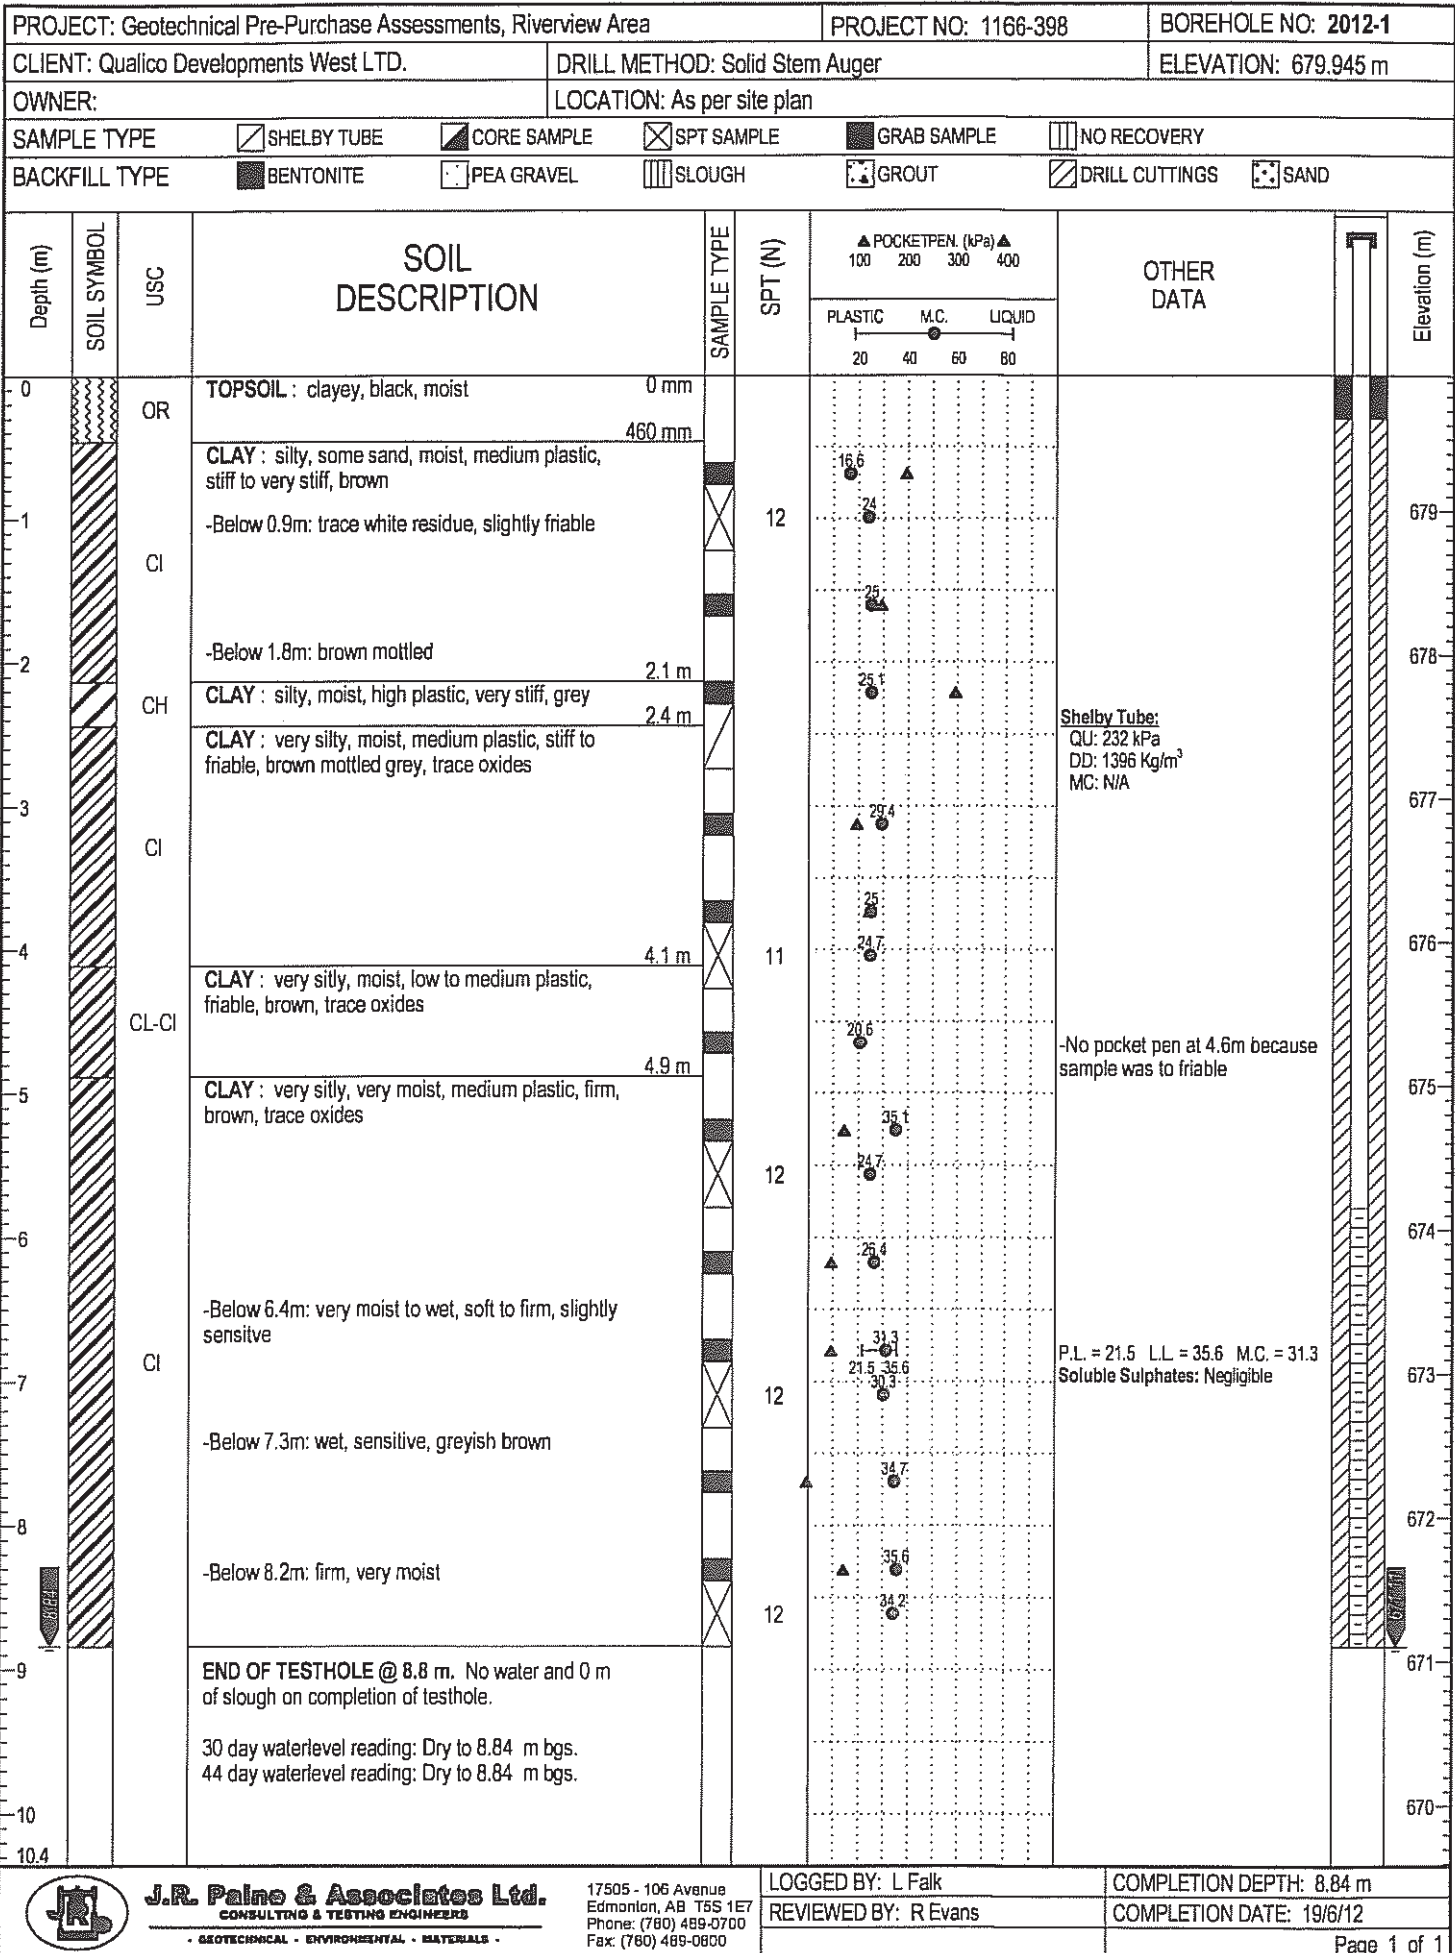 PROJECT: Geotechnical Pre-Purchase Assessments, Riverview Area PROJECT NO: 1166-398 BOREHOLE NO: 2012-1
CLIENT: Qualico Developments West LTD. DRILL METHOD: Solid Stem Auger ELEVATION: 679.945 m
OWNER: LOCATION: As per site plan
SAMPLE TYPE SHELBY TUBE CORE SAMPLE SPT SAMPLE GRAB SAMPLE NO RECOVERY
BACKFILL TYPE BENTONITE PEA GRAVEL SLOUGH GROUT DRILL CUTTINGS SAND
Depth (m)
SOIL SYMBOL
USC
SOIL
DESCRIPTION
SAMPLE TYPE
SPT (N)
POCKETPEN. (kPa)
100 200 300 400
PLASTIC M.C. LIQUID
20 40 60 80
OTHER
DATA
Elevation (m)
0
OR
TOPSOIL : clayey, black, moist 0 mm
460 mm
CLAY : silty, some sand, moist, medium plastic,
stiff to very stiff, brown
16.6
1
-Below 0.9m: trace white residue, slightly friable
12
24
679
CI
25
-Below 1.8m: brown mottled
2
2.1 m
678
CH
CLAY : silty, moist, high plastic, very stiff, grey
2.4 m
25.1
CLAY : very silty, moist, medium plastic, stiff to
friable, brown mottled grey, trace oxides
Shelby Tube:
QU: 232 kPa
DD: 1396 Kg/m³
MC: N/A
3
677
29.4
CI
25
4
4.1 m
11
24.7
676
CLAY : very sitly, moist, low to medium plastic,
friable, brown, trace oxides
CL-CI
20.6
-No pocket pen at 4.6m because
sample was to friable
4.9 m
5
675
CLAY : very sitly, very moist, medium plastic, firm,
brown, trace oxides
35.1
12
24.7
6
674
26.4
-Below 6.4m: very moist to wet, soft to firm, slightly
sensitve
CI
31.3
21.5 35.6
P.L. = 21.5 L.L. = 35.6 M.C. = 31.3
Soluble Sulphates: Negligible
7
12
30.3
673
-Below 7.3m: wet, sensitive, greyish brown
34.7
8
672
-Below 8.2m: firm, very moist
35.6
8.84
12
34.2
9
671
END OF TESTHOLE @ 8.8 m. No water and 0 m
of slough on completion of testhole.
30 day waterlevel reading: Dry to 8.84 m bgs.
44 day waterlevel reading: Dry to 8.84 m bgs.
10
670
10.4
J.R. Paine & Associates Ltd.
CONSULTING & TESTING ENGINEERS
- GEOTECHNICAL - ENVIRONMENTAL - MATERIALS -
17505 - 106 Avenue
Edmonton, AB T5S 1E7
Phone: (780) 489-0700
Fax: (780) 489-0800
LOGGED BY: L Falk COMPLETION DEPTH: 8.84 m
REVIEWED BY: R Evans COMPLETION DATE: 19/6/12
Page 1 of 1